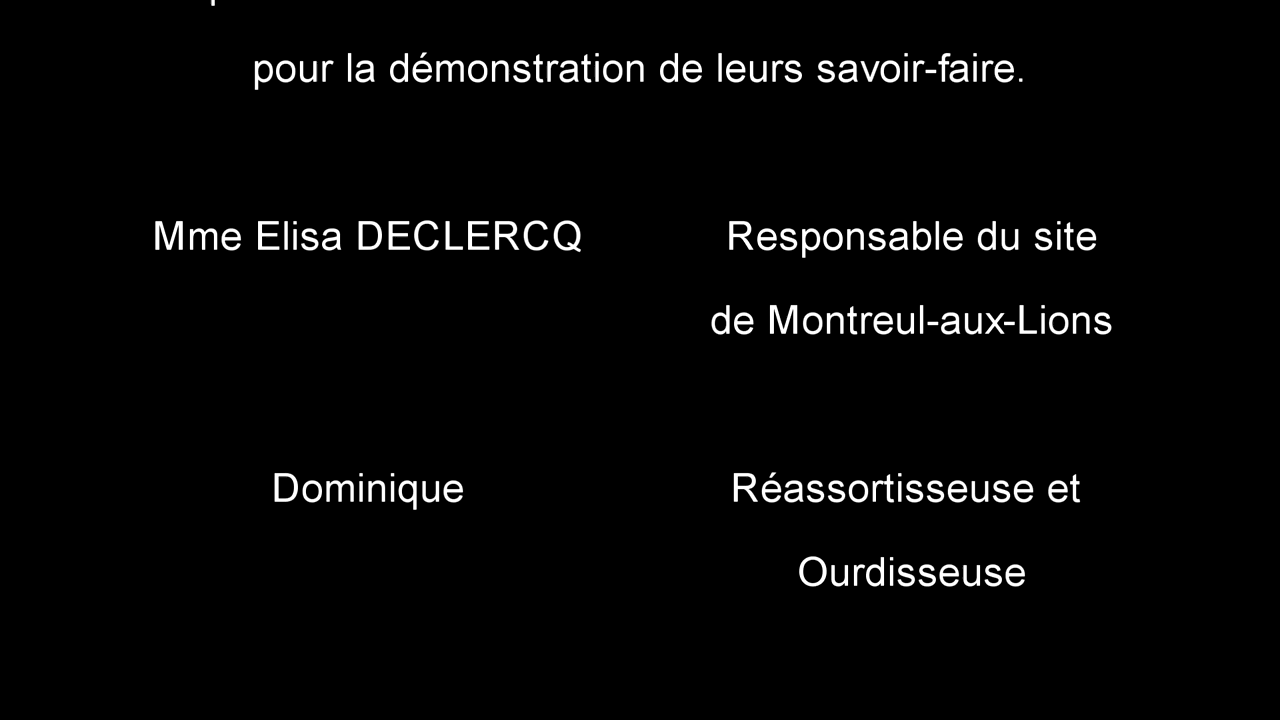 pour la démonstration de leurs savoir-faire.
Mme Elisa DECLERCQ Responsable du site
de Montreul-aux-Lions
Dominique Réassortisseuse et
Ourdisseuse